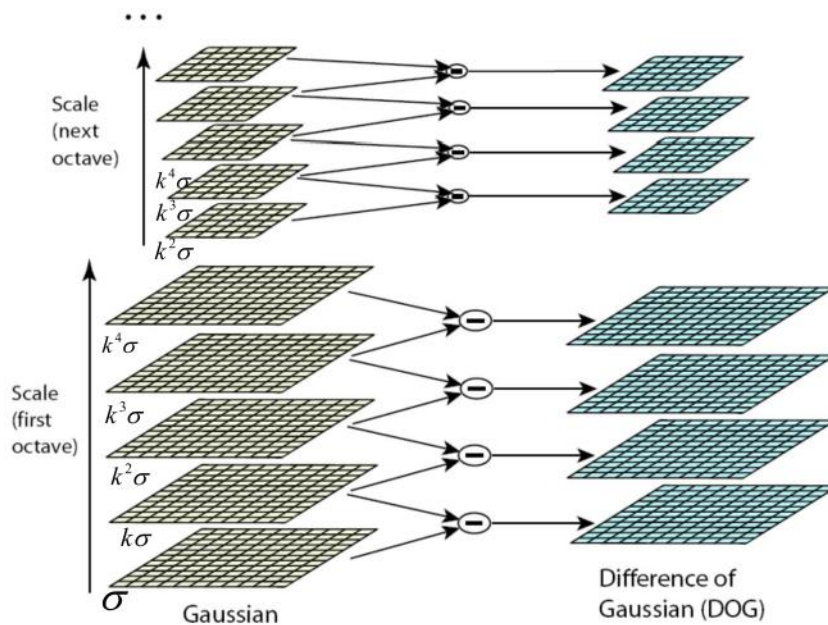 ...
Scale
(next
octave)
k⁴σ
k³σ
k²σ
Scale
(first
octave)
k⁴σ
k³σ
k²σ
kσ
σ
Gaussian
Difference of
Gaussian (DOG)